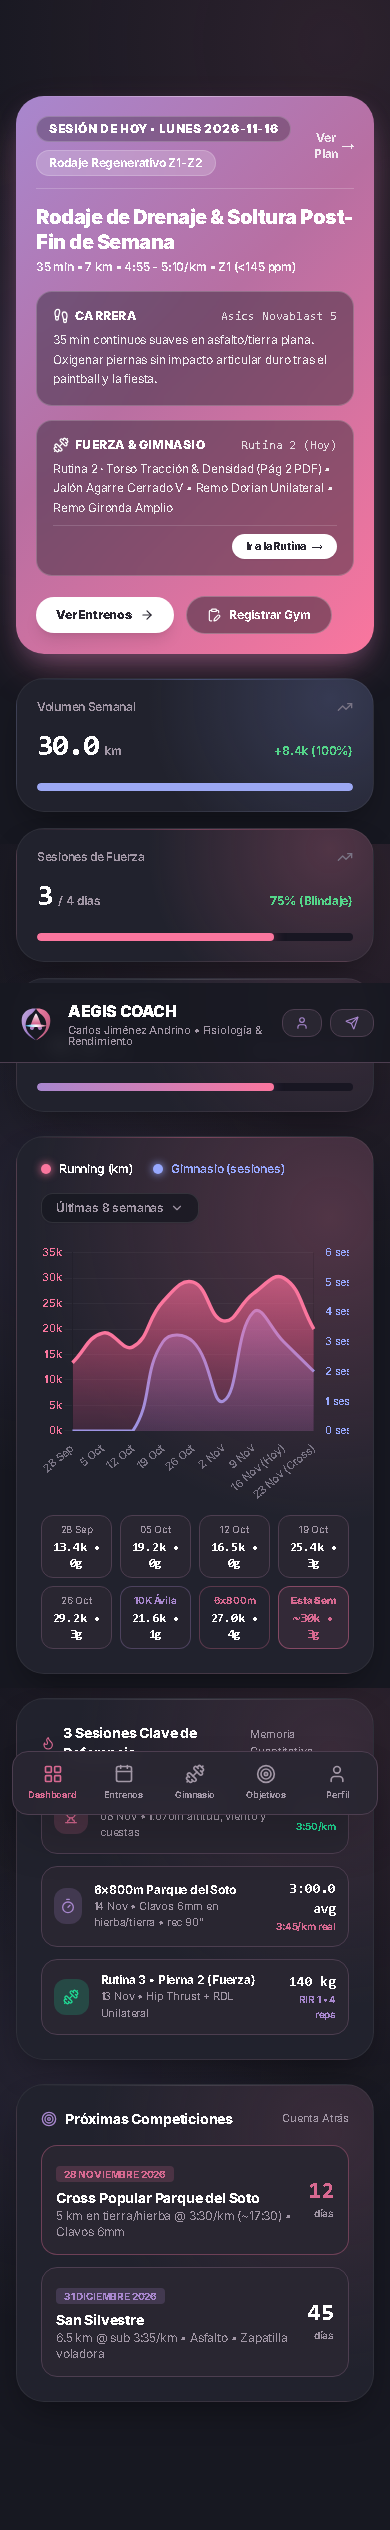 SESIÓN DE HOY • LUNES 2026-11-16
Rodaje Regenerativo Z1-Z2
Ver
Plan →
Rodaje de Drenaje & Soltura Post-
Fin de Semana
35 min • 7 km • 4:55 - 5:10/km • Z1 (<145 ppm)
CARRERA
Asics Novablast 5
35 min continuos suaves en asfalto/tierra plana.
Oxigenar piernas sin impacto articular duro tras el
paintball y la fiesta.
FUERZA & GIMNASIO
Rutina 2 (Hoy)
Rutina 2 · Torso Tracción & Densidad (Pág 2 PDF) •
Jalón Agarre Cerrado V • Remo Dorian Unilateral •
Remo Gironda Amplio
Ir a la Rutina →
Ver Entrenos →
Registrar Gym
Volumen Semanal
30.0 km
+8.4k (100%)
Sesiones de Fuerza
3 / 4 días
75% (Blindaje)
AEGIS COACH
Carlos Jiménez Andrino • Fisiología &
Rendimiento
Running (km)
Gimnasio (sesiones)
Últimas 8 semanas
35k
30k
25k
20k
15k
10k
5k
0k
6 ses
5 ses
4 ses
3 ses
2 ses
1 ses
0 ses
28 Sep
5 Oct
12 Oct
19 Oct
26 Oct
2 Nov
9 Nov
16 Nov (Hoy)
23 Nov (Cross)
28 Sep
13.4k •
0g
05 Oct
19.2k •
0g
12 Oct
16.5k •
0g
19 Oct
25.4k •
3g
26 Oct
29.2k •
3g
10K Ávila
21.6k •
1g
6x800m
27.0k •
4g
Esta Sem
~30k •
3g
3 Sesiones Clave de
Referencia
Memoria
Cuantitativa
Dashboard
Entrenos
Gimnasio
Objetivos
Perfil
08 Nov • 1.070m altitud, viento y
cuestas
3:50/km
6x800m Parque del Soto
14 Nov • Clavos 6mm en
hierba/tierra • rec 90"
3:00.0
avg
3:45/km real
Rutina 3 • Pierna 2 (Fuerza)
13 Nov • Hip Thrust + RDL
Unilateral
140 kg
RIR 1 • 4
reps
Próximas Competiciones
Cuenta Atrás
28 NOVIEMBRE 2026
Cross Popular Parque del Soto
5 km en tierra/hierba @ 3:30/km (~17:30) •
Clavos 6mm
12
días
31 DICIEMBRE 2026
San Silvestre
6.5 km @ sub 3:35/km • Asfalto • Zapatilla
voladora
45
días